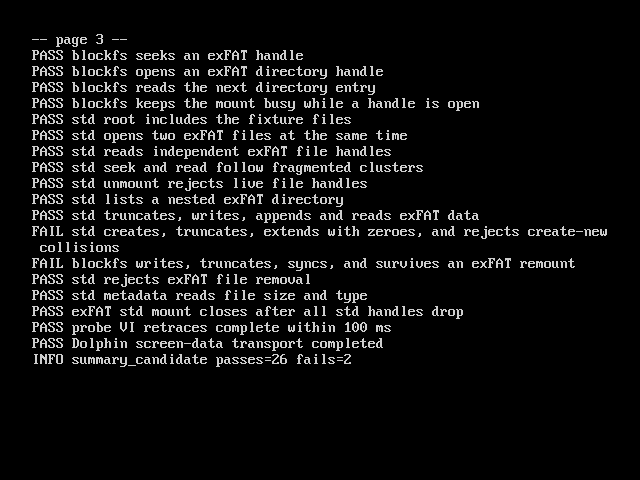 -- page 3 --
PASS blockfs seeks an exFAT handle
PASS blockfs opens an exFAT directory handle
PASS blockfs reads the next directory entry
PASS blockfs keeps the mount busy while a handle is open
PASS std root includes the fixture files
PASS std opens two exFAT files at the same time
PASS std reads independent exFAT file handles
PASS std seek and read follow fragmented clusters
PASS std unmount rejects live file handles
PASS std lists a nested exFAT directory
PASS std truncates, writes, appends and reads exFAT data
FAIL std creates, truncates, extends with zeroes, and rejects create-new
collisions
FAIL blockfs writes, truncates, syncs, and survives an exFAT remount
PASS std rejects exFAT file removal
PASS std metadata reads file size and type
PASS exFAT std mount closes after all std handles drop
PASS probe VI retraces complete within 100 ms
PASS Dolphin screen-data transport completed
INFO summary_candidate passes=26 fails=2